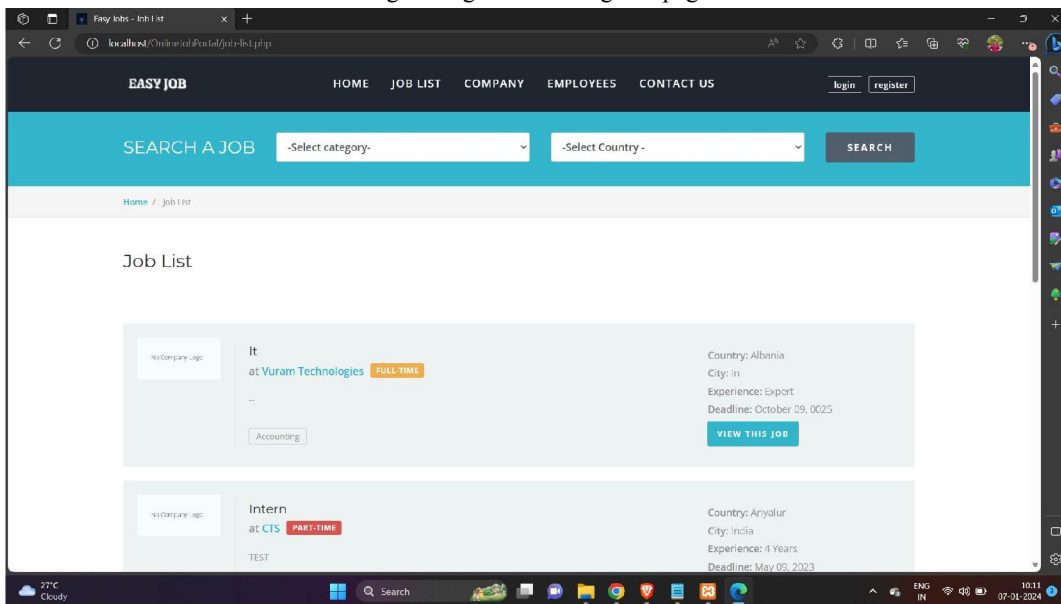 Easy Jobs - Job List
localhost/OnlineJobPortal/job-list.php
EASY JOB
HOME JOB LIST COMPANY EMPLOYEES CONTACT US
login register
SEARCH A JOB -Select category- -Select Country - SEARCH
Home / Job List
Job List
No Company Logo
It
at Vuram Technologies FULL-TIME
...
Accounting
Country: Albania
City: In
Experience: Expert
Deadline: October 09, 0025
VIEW THIS JOB
No Company Logo
Intern
at CTS PART-TIME
TEST
Country: Ariyalur
City: India
Experience: 4 Years
Deadline: May 09, 2023
27°C
Cloudy
Search
ENG
IN
10:11
07-01-2024